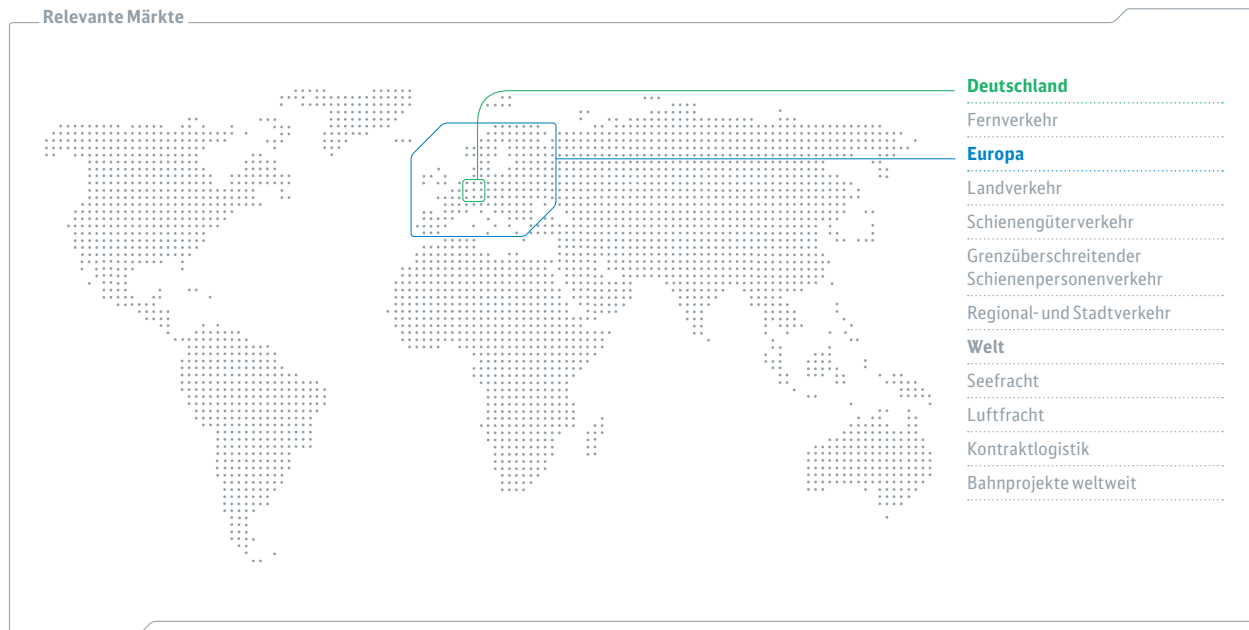 Relevante Märkte
Deutschland
Fernverkehr
Europa
Landverkehr
Schienengüterverkehr
Grenzüberschreitender
Schienenpersonenverkehr
Regional- und Stadtverkehr
Welt
Seefracht
Luftfracht
Kontraktlogistik
Bahnprojekte weltweit